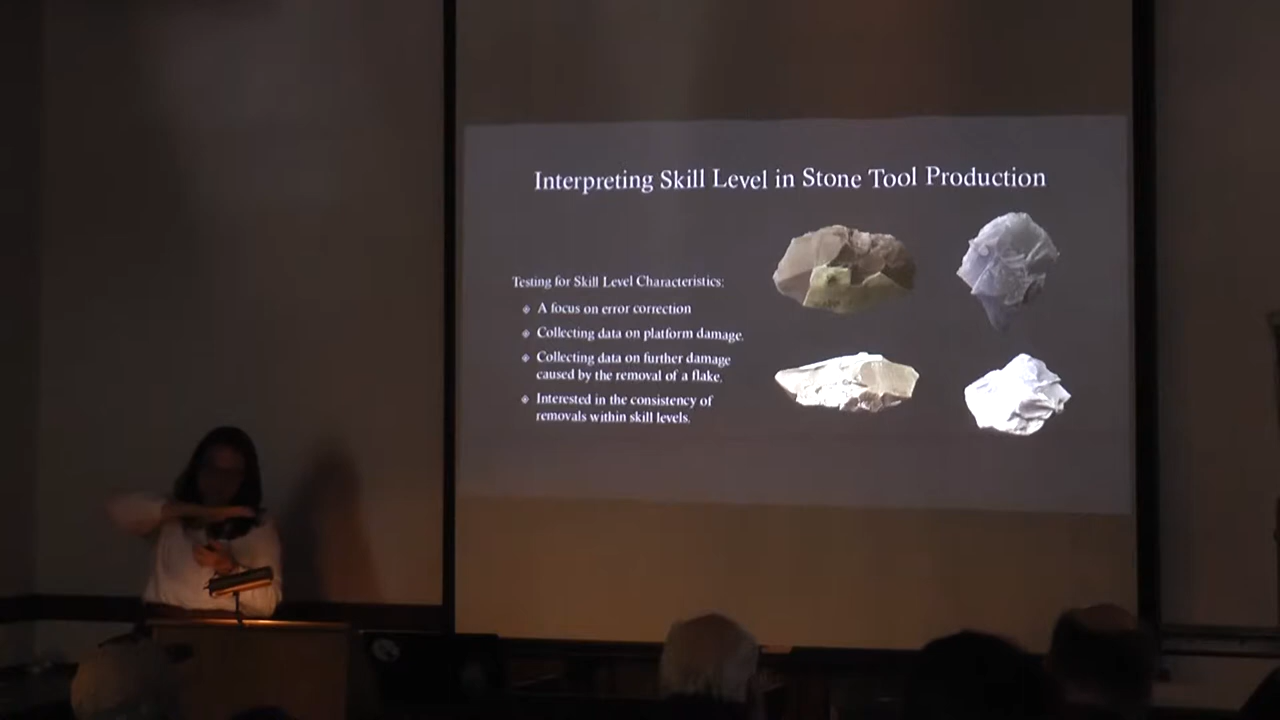 Interpreting Skill Level in Stone Tool Production
Testing for Skill Level Characteristics:
A focus on error correction
Collecting data on platform damage.
Collecting data on further damage
caused by the removal of a flake.
Interested in the consistency of
removals within skill levels.